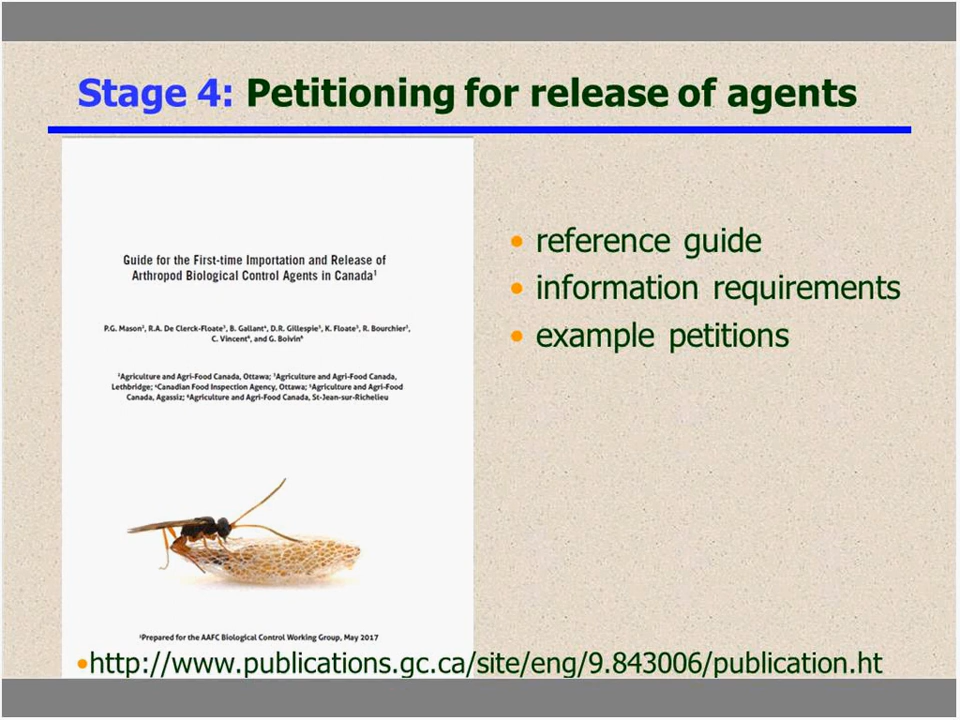 Stage 4: Petitioning for release of agents
Guide for the First-time Importation and Release of
Arthropod Biological Control Agents in Canada¹
P.G. Mason², R.A. De Clerck-Floate³, B. Gallant⁴, D.R. Gillespie⁵, K. Floate³, R. Bourchier³,
C. Vincent⁶, and G. Boivin⁶
²Agriculture and Agri-Food Canada, Ottawa; ³Agriculture and Agri-Food Canada,
Lethbridge; ⁴Canadian Food Inspection Agency, Ottawa; ⁵Agriculture and Agri-Food
Canada, Agassiz; ⁶Agriculture and Agri-Food Canada, St-Jean-sur-Richelieu
¹Prepared for the AAFC Biological Control Working Group, May 2017
• reference guide
• information requirements
• example petitions
•http://www.publications.gc.ca/site/eng/9.843006/publication.ht